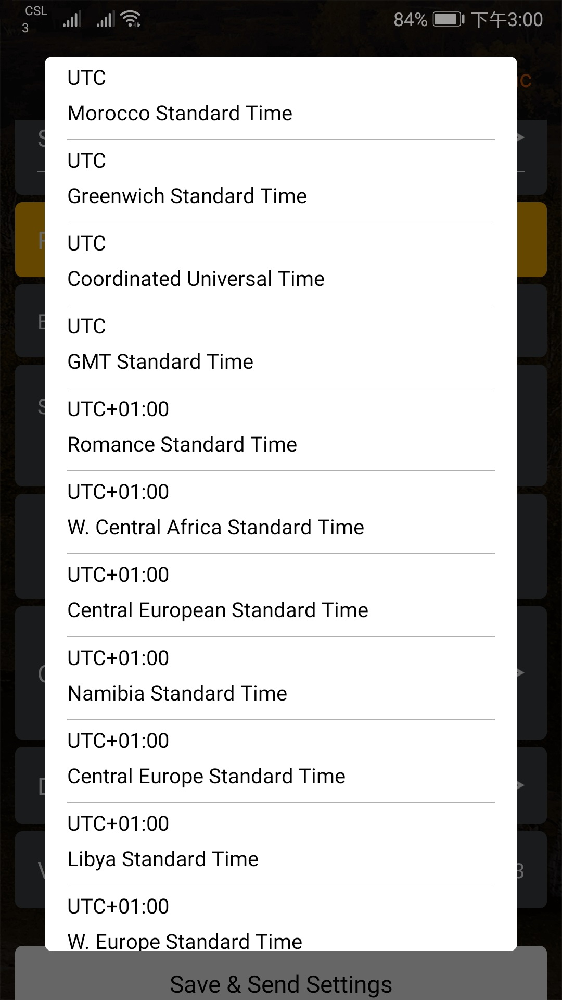 CSL
3
84%
下午3:00
UTC
Morocco Standard Time
UTC
Greenwich Standard Time
UTC
Coordinated Universal Time
UTC
GMT Standard Time
UTC+01:00
Romance Standard Time
UTC+01:00
W. Central Africa Standard Time
UTC+01:00
Central European Standard Time
UTC+01:00
Namibia Standard Time
UTC+01:00
Central Europe Standard Time
UTC+01:00
Libya Standard Time
UTC+01:00
W. Europe Standard Time
Save & Send Settings